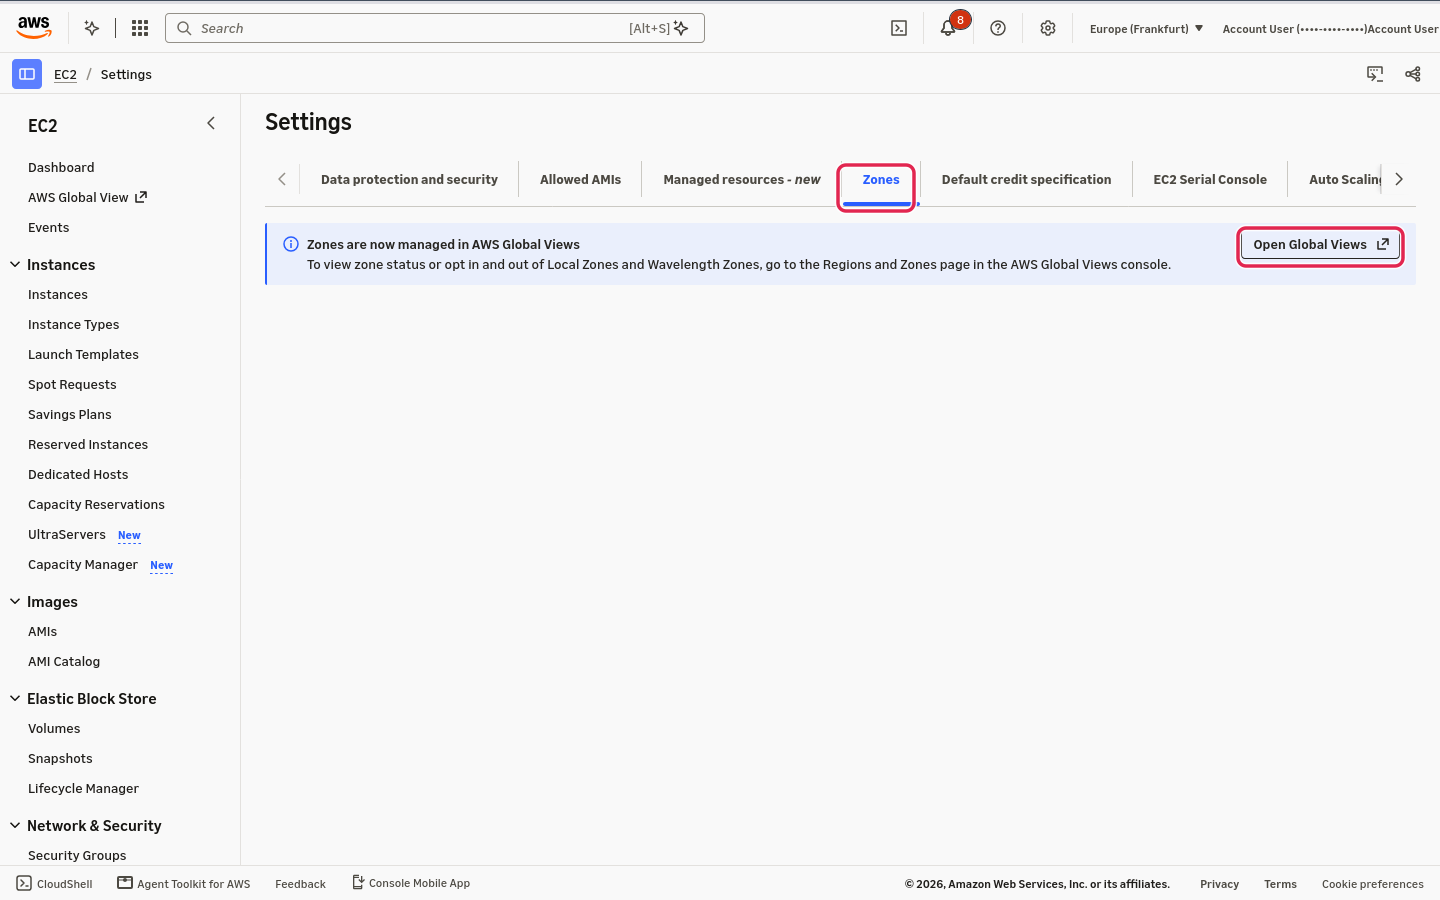 aws
Search
[Alt+S]
8
Europe (Frankfurt)
Account User (••••-••••-••••)Account User
EC2 / Settings
EC2
Dashboard
AWS Global View
Events
Instances
Instances
Instance Types
Launch Templates
Spot Requests
Savings Plans
Reserved Instances
Dedicated Hosts
Capacity Reservations
UltraServers New
Capacity Manager New
Images
AMIs
AMI Catalog
Elastic Block Store
Volumes
Snapshots
Lifecycle Manager
Network & Security
Security Groups
Settings
Data protection and security
Allowed AMIs
Managed resources - new
Zones
Default credit specification
EC2 Serial Console
Auto Scaling
Zones are now managed in AWS Global Views
To view zone status or opt in and out of Local Zones and Wavelength Zones, go to the Regions and Zones page in the AWS Global Views console.
Open Global Views
CloudShell
Agent Toolkit for AWS
Feedback
Console Mobile App
© 2026, Amazon Web Services, Inc. or its affiliates.
Privacy
Terms
Cookie preferences